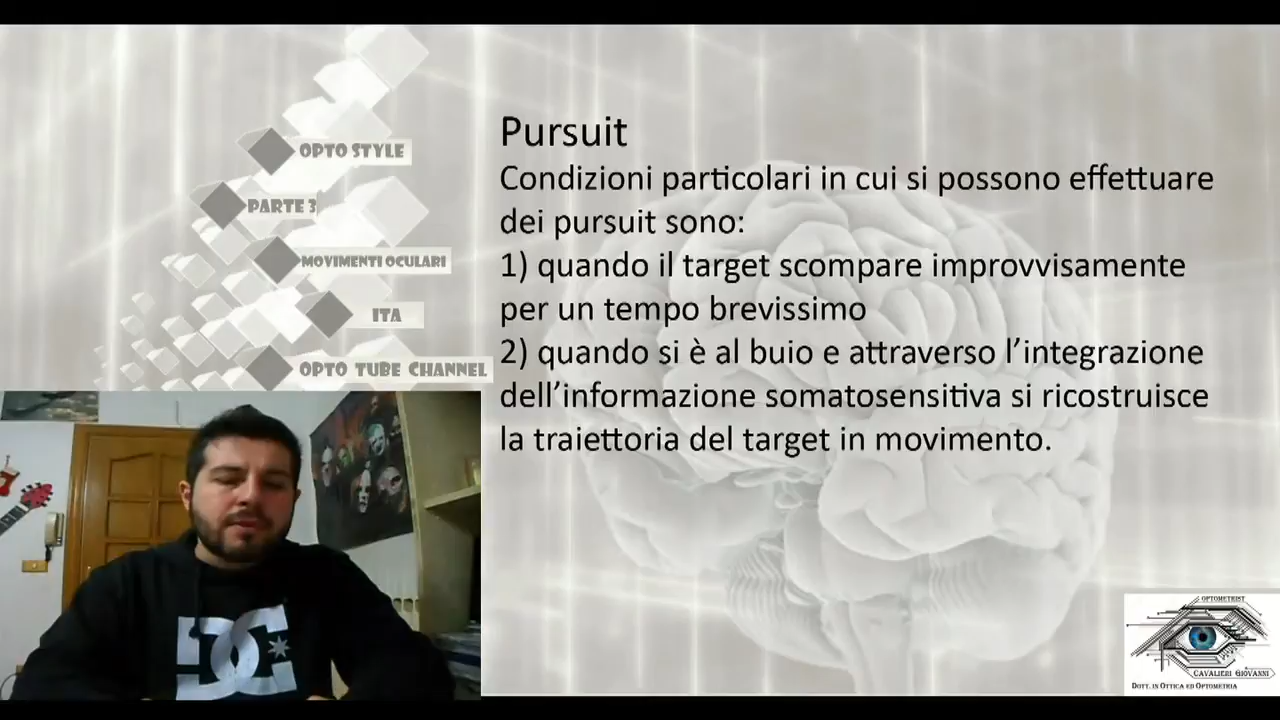 OPTO STYLE
PARTE 3
MOVIMENTI OCULARI
ITA
OPTO TUBE CHANNEL
Pursuit
Condizioni particolari in cui si possono effettuare
dei pursuit sono:
1) quando il target scompare improvvisamente
per un tempo brevissimo
2) quando si è al buio e attraverso l’integrazione
dell’informazione somatosensitiva si ricostruisce
la traiettoria del target in movimento.
DC
OPTOMETRIST
CAVALIERI GIOVANNI
DOTT. IN OTTICA ED OPTOMETRIA